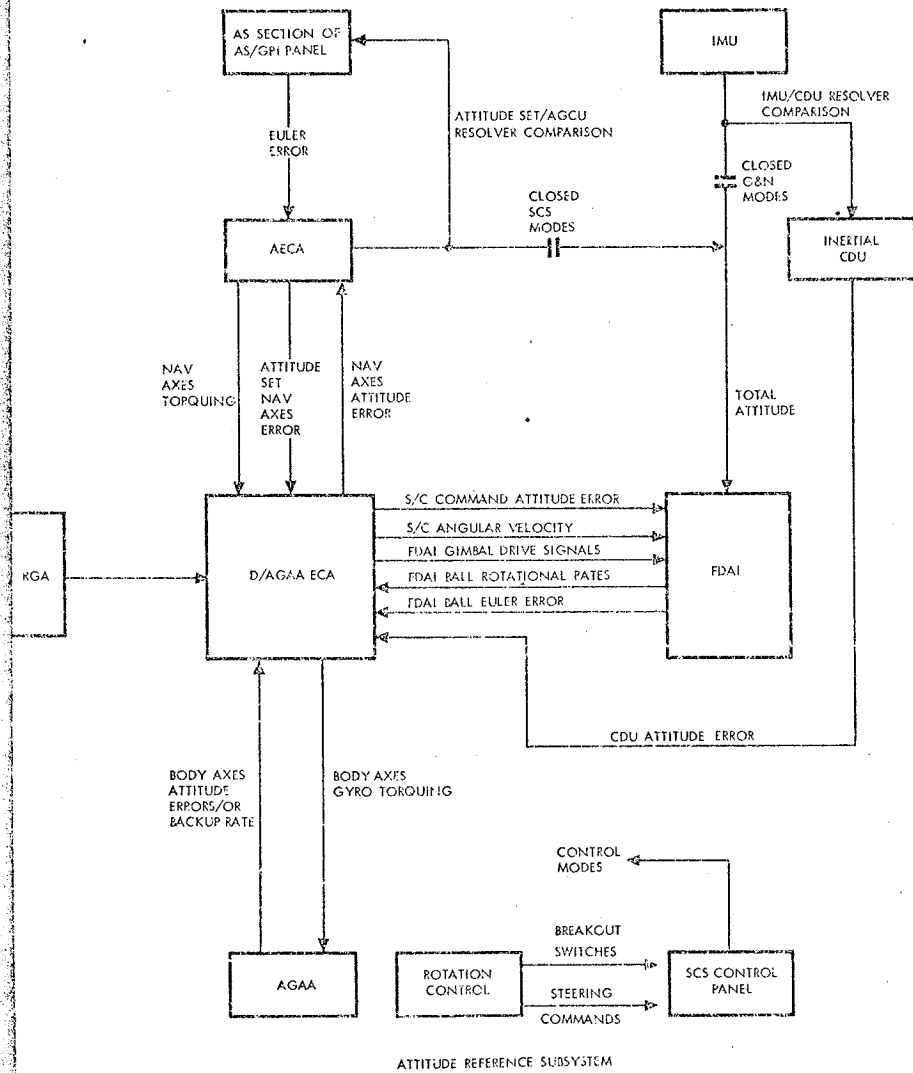 AS SECTION OF
AS/GPI PANEL
IMU
IMU/CDU RESOLVER
COMPARISON
ATTITUDE SET/AGCU
RESOLVER COMPARISON
EULER
ERROR
CLOSED
G&N
MODES
CLOSED
SCS
MODES
AECA
INERTIAL
CDU
NAV
AXES
TORQUING
ATTITUDE
SET
NAV
AXES
ERROR
NAV
AXES
ATTITUDE
ERROR
TOTAL
ATTITUDE
S/C COMMAND ATTITUDE ERROR
S/C ANGULAR VELOCITY
FDAI GIMBAL DRIVE SIGNALS
FDAI BALL ROTATIONAL RATES
FDAI BALL EULER ERROR
RGA
D/AGAA ECA
FDAI
CDU ATTITUDE ERROR
BODY AXES
ATTITUDE
ERRORS/OR
BACKUP RATE
BODY AXES
GYRO TORQUING
CONTROL
MODES
BREAKOUT
SWITCHES
AGAA
ROTATION
CONTROL
SCS CONTROL
PANEL
STEERING
COMMANDS
ATTITUDE REFERENCE SUBSYSTEM